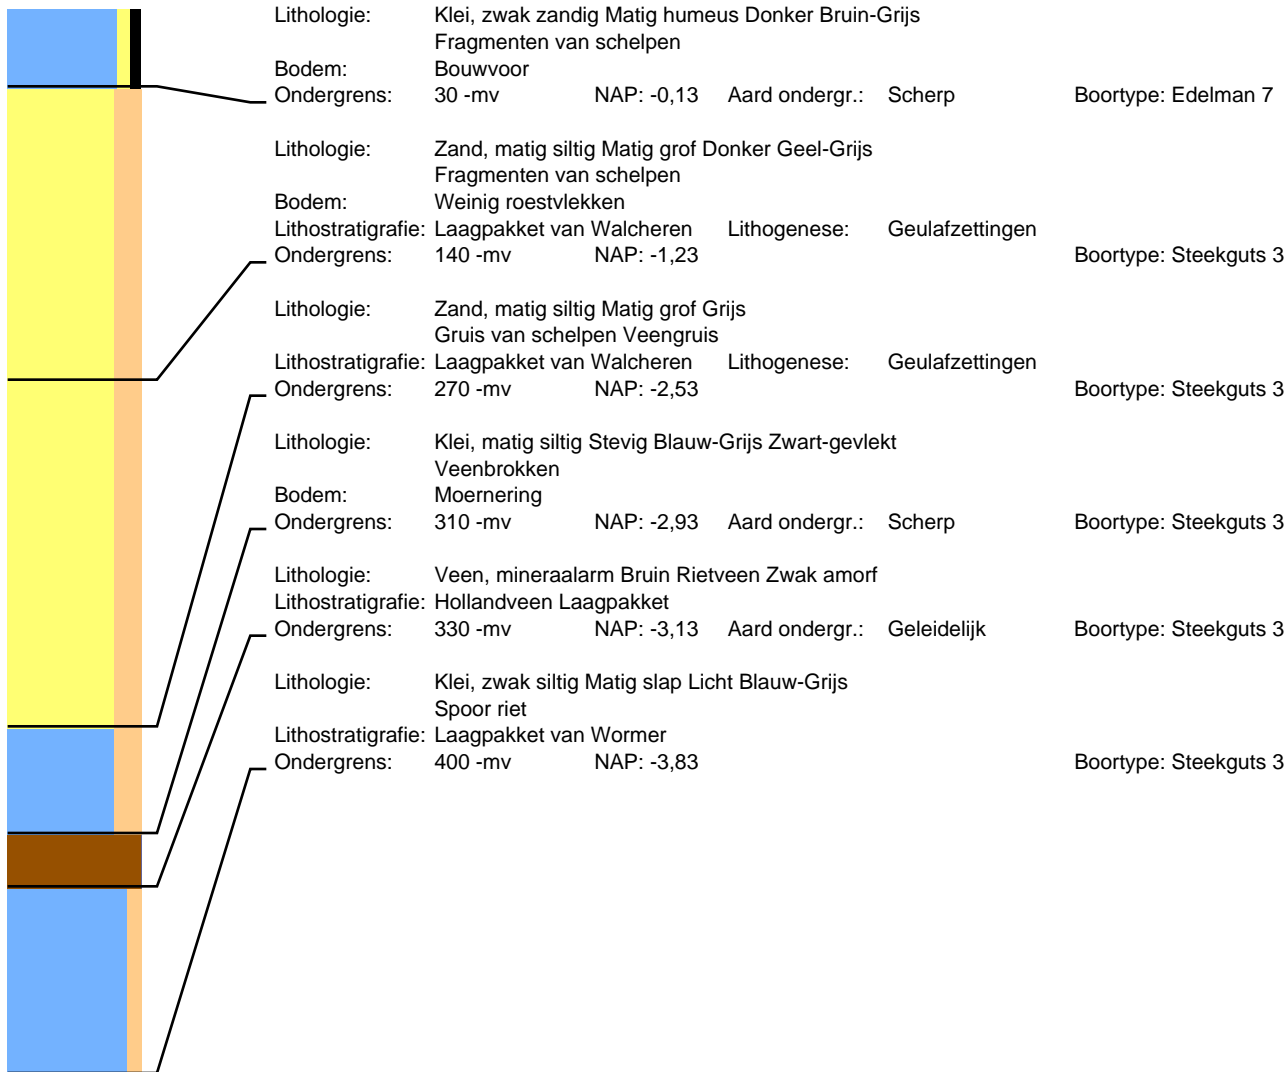 Lithologie: Klei, zwak zandig Matig humeus Donker Bruin-Grijs
Fragmenten van schelpen
Bodem: Bouwvoor
Ondergrens: 30 -mv NAP: -0,13 Aard ondergr.: Scherp Boortype: Edelman 7
Lithologie: Zand, matig siltig Matig grof Donker Geel-Grijs
Fragmenten van schelpen
Bodem: Weinig roestvlekken
Lithostratigrafie: Laagpakket van Walcheren Lithogenese: Geulafzettingen
Ondergrens: 140 -mv NAP: -1,23 Boortype: Steekguts 3
Lithologie: Zand, matig siltig Matig grof Grijs
Gruis van schelpen Veengruis
Lithostratigrafie: Laagpakket van Walcheren Lithogenese: Geulafzettingen
Ondergrens: 270 -mv NAP: -2,53 Boortype: Steekguts 3
Lithologie: Klei, matig siltig Stevig Blauw-Grijs Zwart-gevlekt
Veenbrokken
Bodem: Moernering
Ondergrens: 310 -mv NAP: -2,93 Aard ondergr.: Scherp Boortype: Steekguts 3
Lithologie: Veen, mineraalarm Bruin Rietveen Zwak amorf
Lithostratigrafie: Hollandveen Laagpakket
Ondergrens: 330 -mv NAP: -3,13 Aard ondergr.: Geleidelijk Boortype: Steekguts 3
Lithologie: Klei, zwak siltig Matig slap Licht Blauw-Grijs
Spoor riet
Lithostratigrafie: Laagpakket van Wormer
Ondergrens: 400 -mv NAP: -3,83 Boortype: Steekguts 3